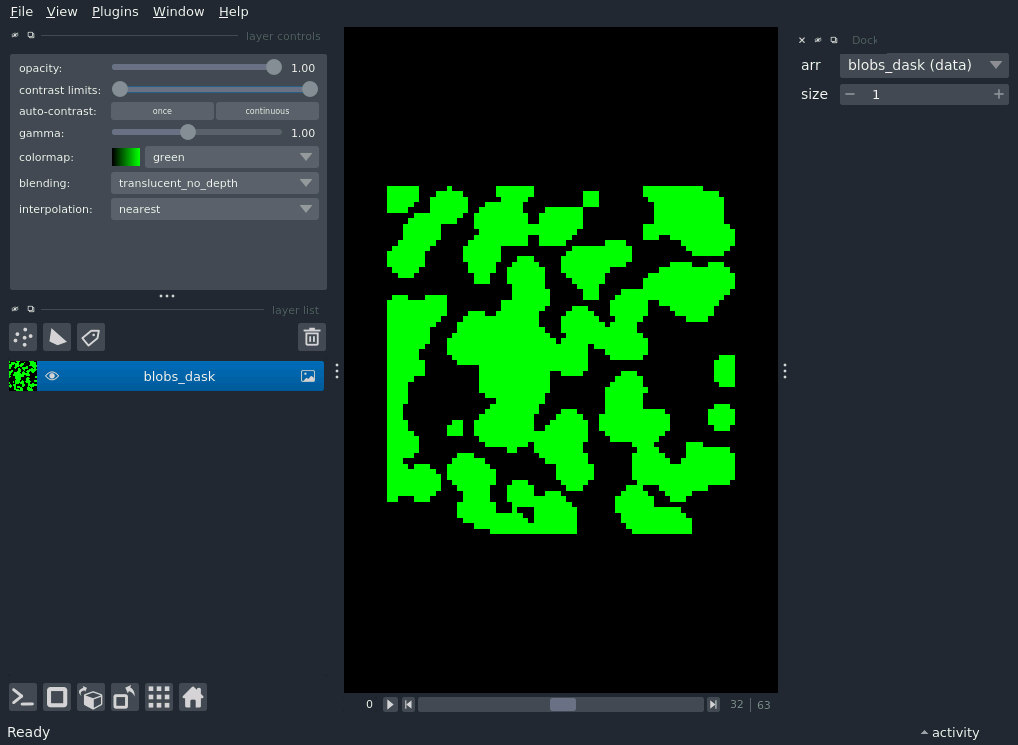 File View Plugins Window Help
layer controls
opacity: 1.00
contrast limits:
auto-contrast: once continuous
gamma: 1.00
colormap: green
blending: translucent_no_depth
interpolation: nearest
layer list
blobs_dask
Ready
0 32 | 63
Dock
arr blobs_dask (data)
size 1
activity